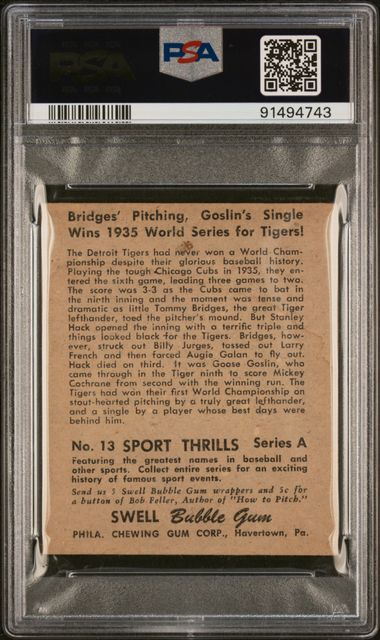 PSA
PSA
91494743
Bridges' Pitching, Goslin's Single
Wins 1935 World Series for Tigers!
The Detroit Tigers had never won a World Cham-
pionship despite their glorious baseball history.
Playing the tough Chicago Cubs in 1935, they en-
tered the sixth game, leading three games to two.
The score was 3-3 as the Cubs came to bat in
the ninth inning and the moment was tense and
dramatic as little Tommy Bridges, the great Tiger
lefthander, toed the pitcher's mound. But Stanley
Hack opened the inning with a terrific triple and
things looked black for the Tigers. Bridges, how-
ever, struck out Billy Jurges, tossed out Larry
French and then forced Augie Galan to fly out.
Hack died on third. It was Goose Goslin, who
came through in the Tiger ninth to score Mickey
Cochrane from second with the winning run. The
Tigers had won their first World Championship on
stout-hearted pitching by a truly great lefthander,
and a single by a player whose best days were
behind him.
No. 13 SPORT THRILLS Series A
Featuring the greatest names in baseball and
other sports. Collect entire series for an exciting
history of famous sport events.
Send us 5 Swell Bubble Gum wrappers and 5c for
a button of Bob Feller, Author of "How to Pitch."
SWELL Bubble Gum
PHILA. CHEWING GUM CORP., Havertown, Pa.